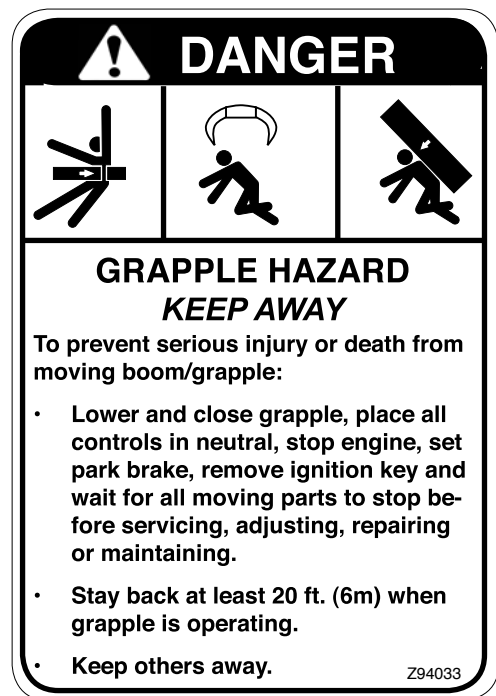 DANGER
GRAPPLE HAZARD
KEEP AWAY
To prevent serious injury or death from
moving boom/grapple:
· Lower and close grapple, place all
controls in neutral, stop engine, set
park brake, remove ignition key and
wait for all moving parts to stop be-
fore servicing, adjusting, repairing
or maintaining.
· Stay back at least 20 ft. (6m) when
grapple is operating.
· Keep others away.
Z94033